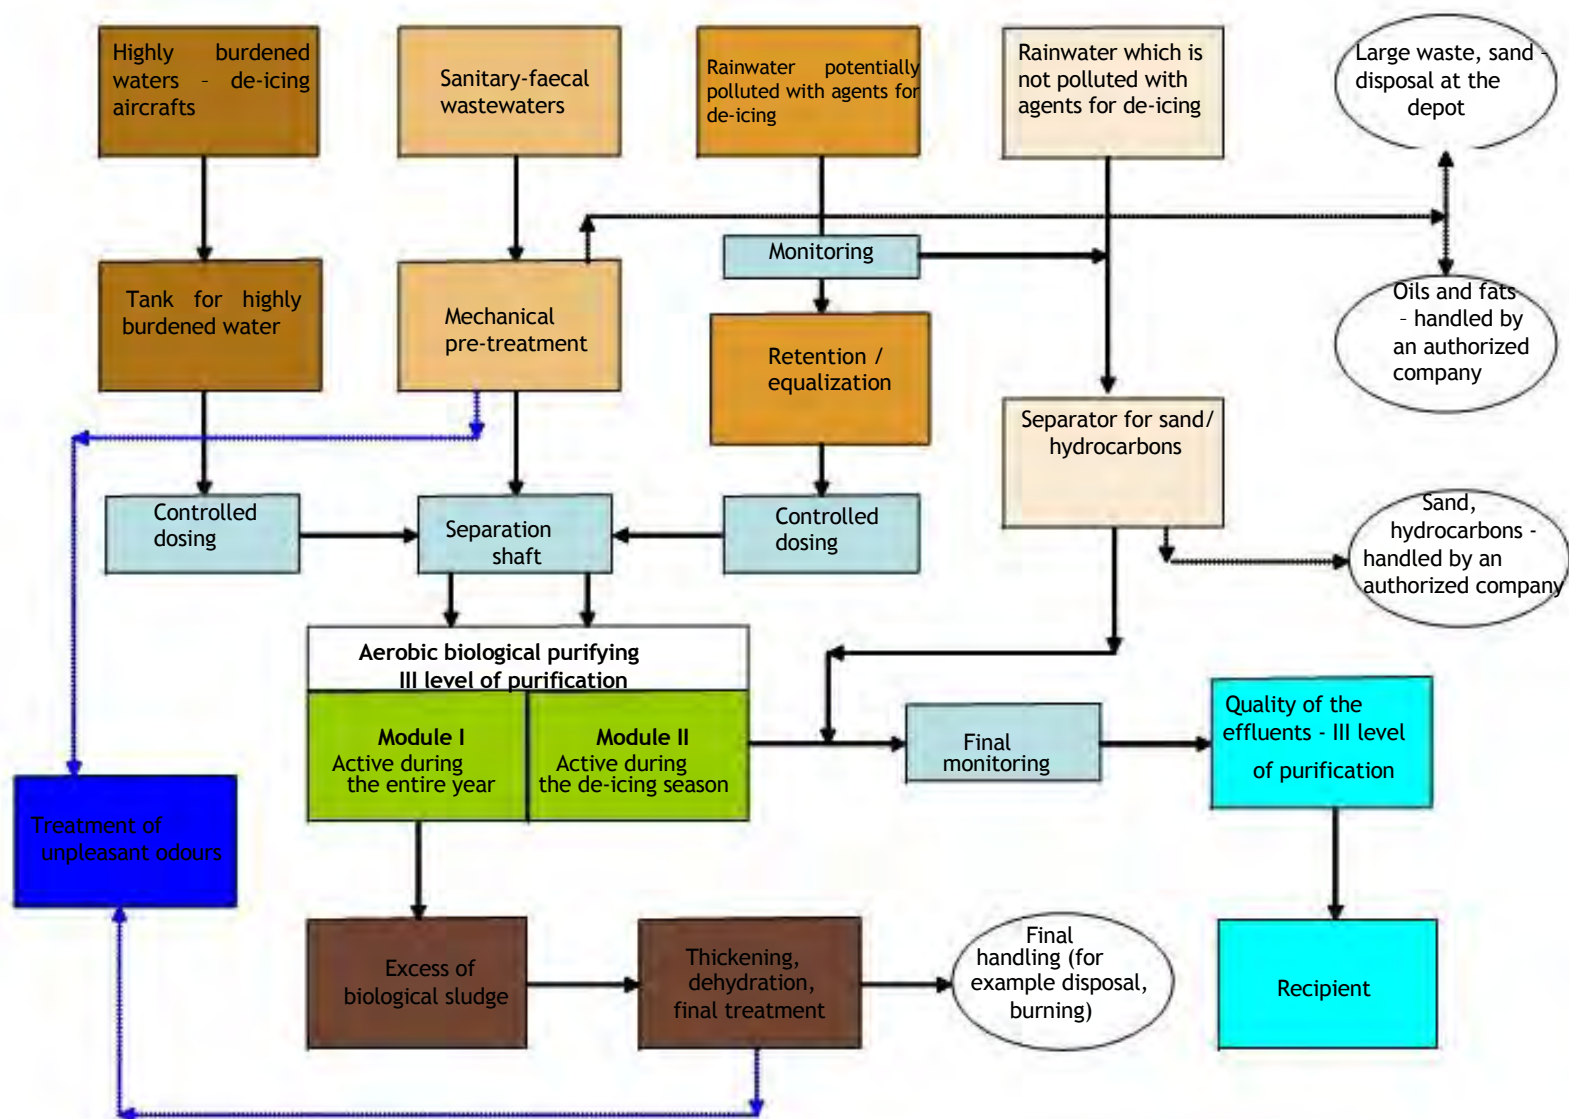 Highly burdened
waters - de-icing
aircrafts
Sanitary-faecal
wastewaters
Rainwater potentially
polluted with agents for
de-icing
Rainwater which is
not polluted with
agents for de-icing
Large waste, sand -
disposal at the
depot
Tank for highly
burdened water
Mechanical
pre-treatment
Monitoring
Retention /
equalization
Oils and fats
- handled by
an authorized
company
Separator for sand/
hydrocarbons
Controlled
dosing
Separation
shaft
Controlled
dosing
Sand,
hydrocarbons -
handled by an
authorized company
Aerobic biological purifying
III level of purification
Module I
Active during
the entire year
Module II
Active during
the de-icing season
Final
monitoring
Quality of the
effluents - III level
of purification
Treatment of
unpleasant odours
Excess of
biological sludge
Thickening,
dehydration,
final treatment
Final
handling (for
example disposal,
burning)
Recipient